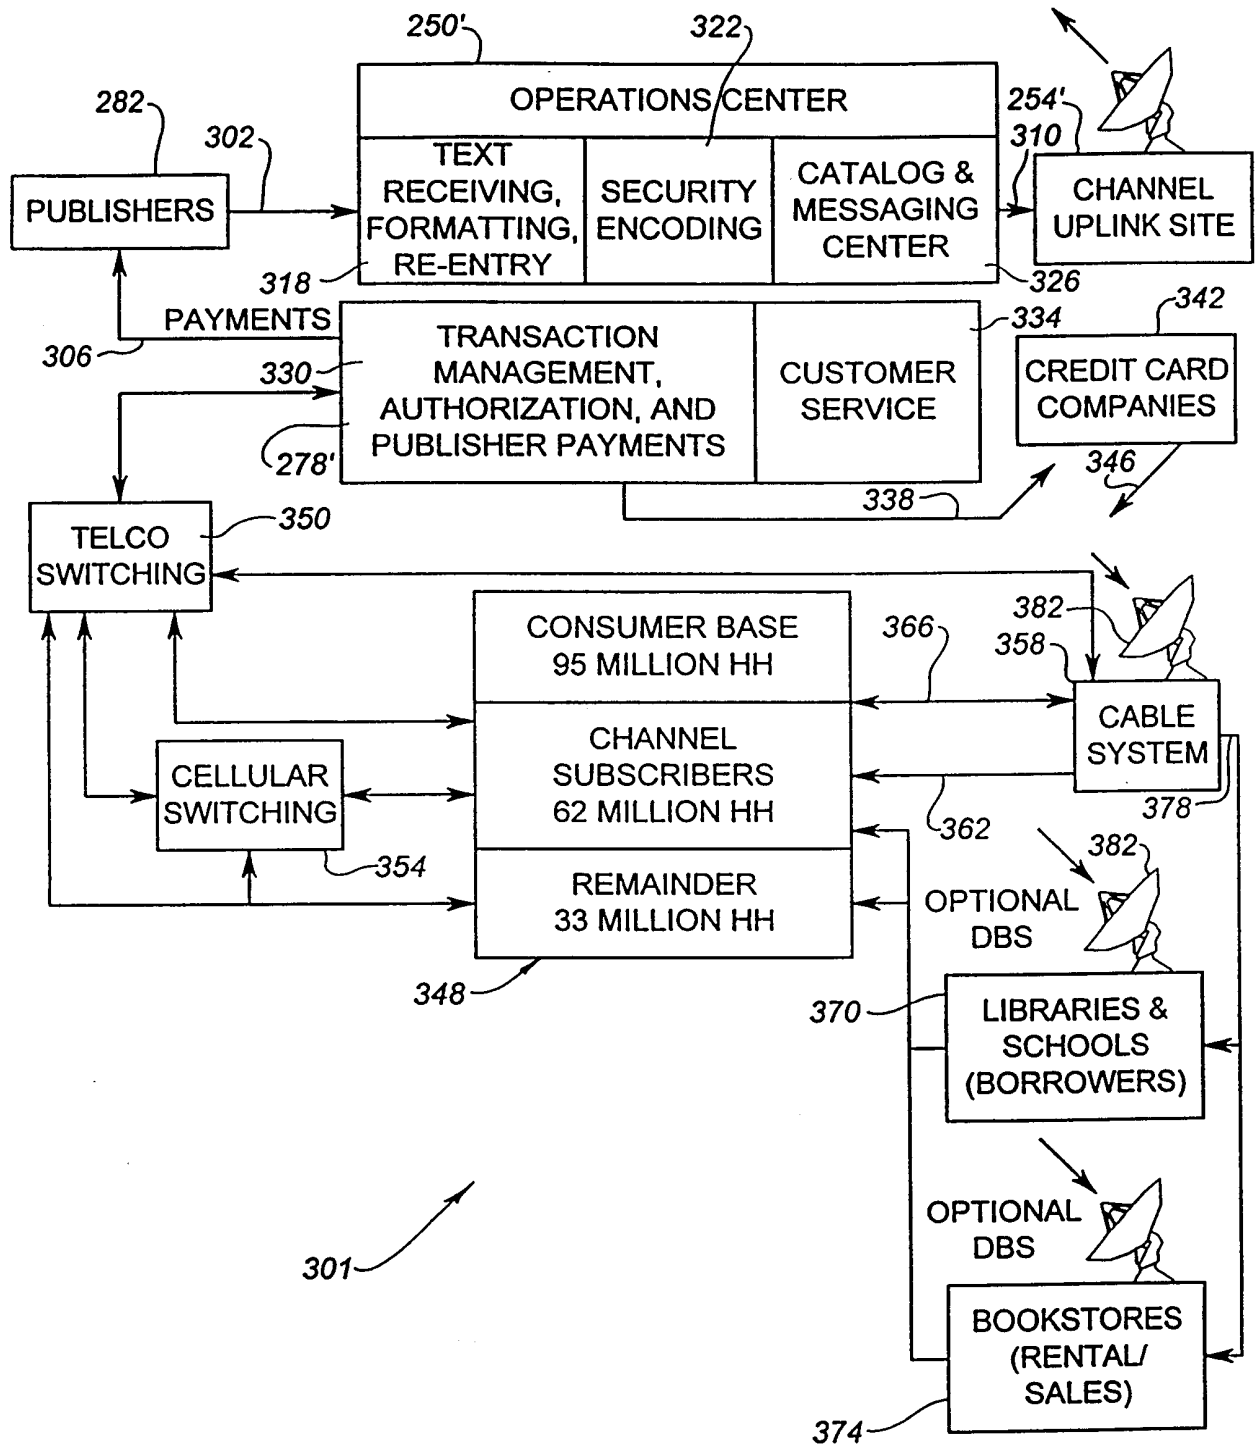 250'
322
OPERATIONS CENTER
282
302
254'
310
PUBLISHERS
TEXT
RECEIVING,
FORMATTING,
RE-ENTRY
318
SECURITY
ENCODING
CATALOG &
MESSAGING
CENTER
326
CHANNEL
UPLINK SITE
PAYMENTS
306
330
278'
TRANSACTION
MANAGEMENT,
AUTHORIZATION, AND
PUBLISHER PAYMENTS
CUSTOMER
SERVICE
334
342
CREDIT CARD
COMPANIES
346
338
TELCO
SWITCHING
350
CONSUMER BASE
95 MILLION HH
366
382
358
CABLE
SYSTEM
CHANNEL
SUBSCRIBERS
62 MILLION HH
CELLULAR
SWITCHING
354
362
378
REMAINDER
33 MILLION HH
348
382
OPTIONAL
DBS
370
LIBRARIES &
SCHOOLS
(BORROWERS)
301
OPTIONAL
DBS
BOOKSTORES
(RENTAL/
SALES)
374